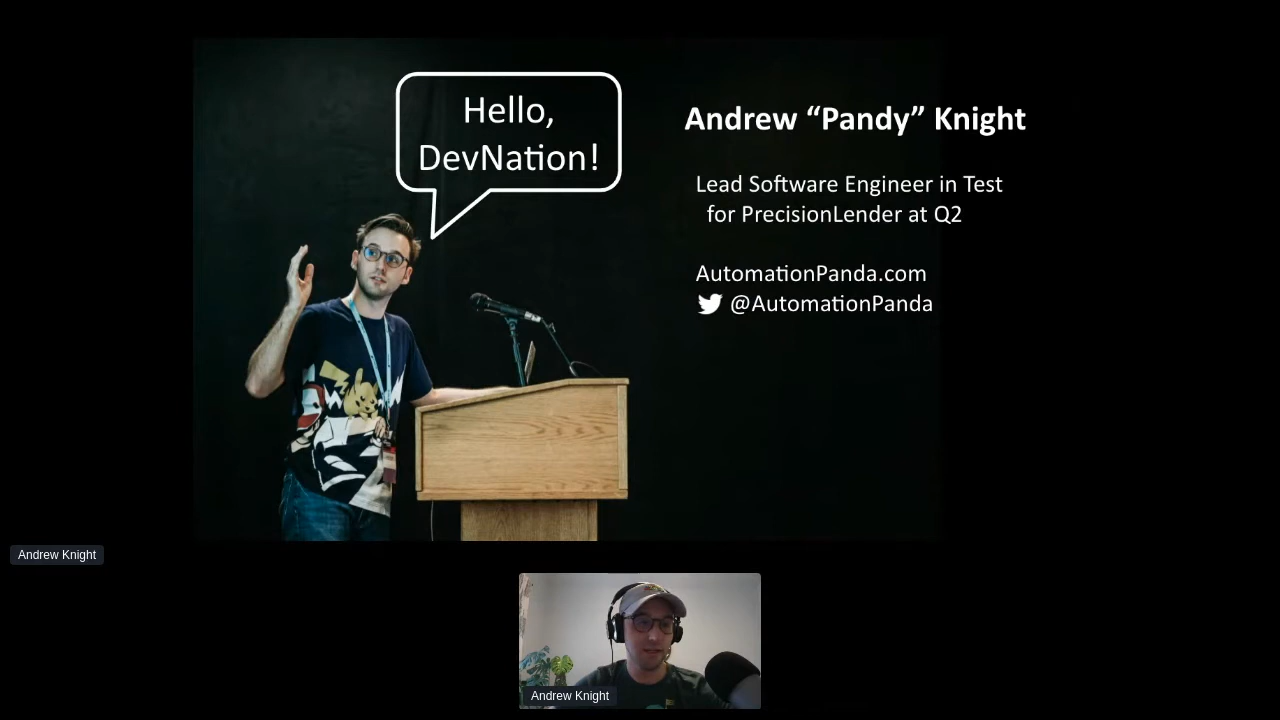 Hello,
DevNation!
Andrew “Pandy” Knight
Lead Software Engineer in Test
for PrecisionLender at Q2
AutomationPanda.com
@AutomationPanda
Andrew Knight
Andrew Knight